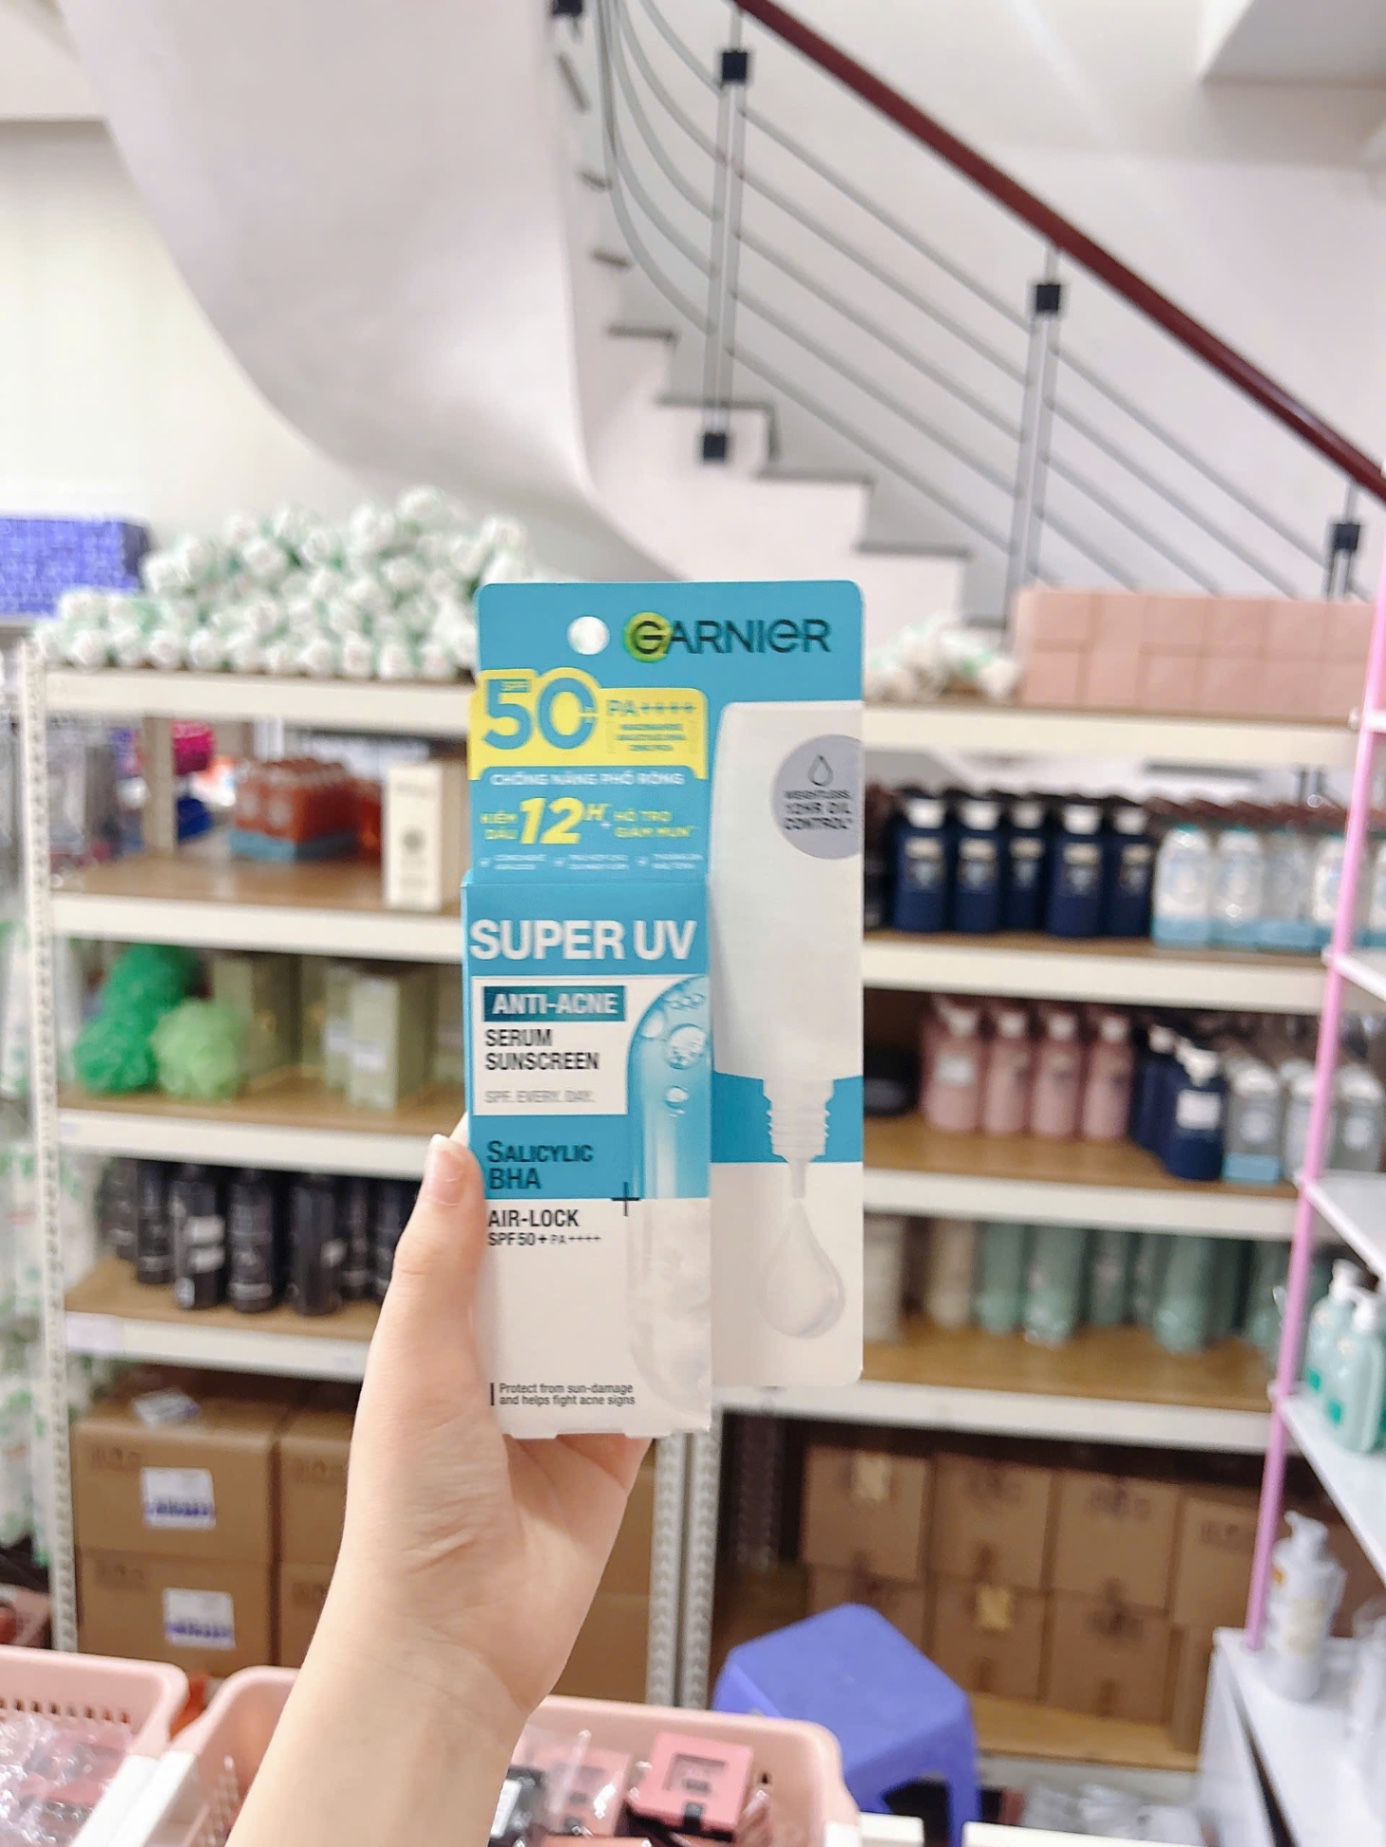 GARNIER
SPF
50
PA++++
CHỐNG NẮNG PHỔ RỘNG
KIỀM DẦU 12H+ HỖ TRỢ GIẢM MỤN
WEIGHTLESS
12HR OIL
CONTROL*
SUPER UV
ANTI-ACNE
SERUM
SUNSCREEN
SPF. EVERY. DAY.
SALICYLIC
BHA
+
AIR-LOCK
SPF50+ PA++++
Protect from sun-damage
and helps fight acne signs